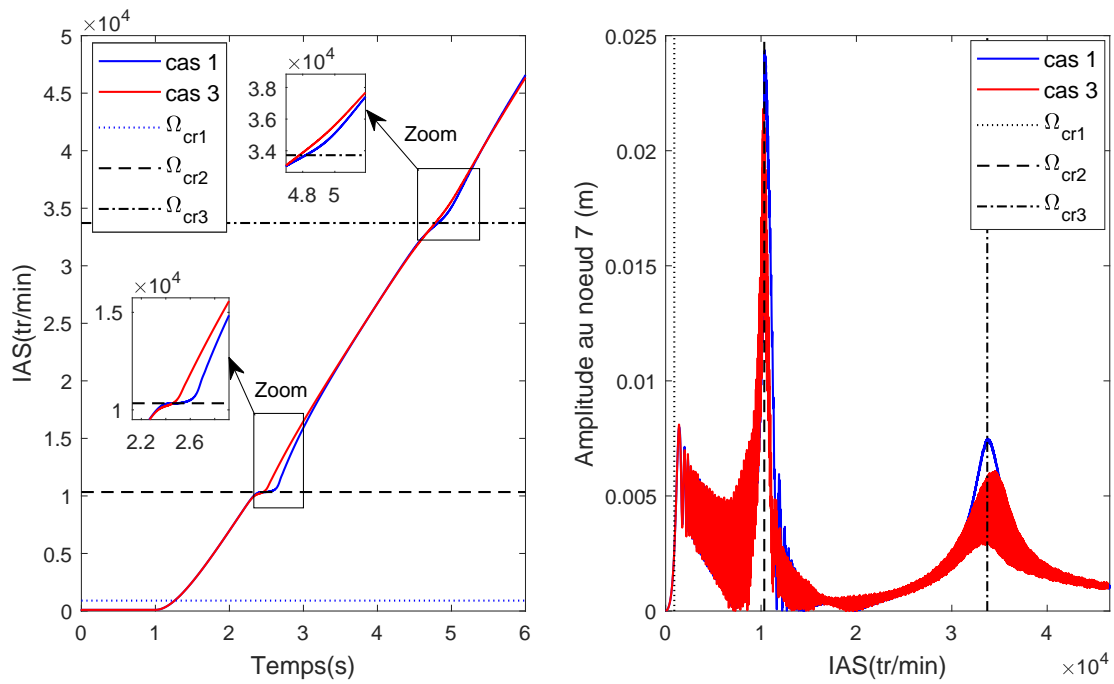 ×10⁴
5
4.5
4
3.5
3
2.5
2
1.5
1
0.5
0
0 1 2 3 4 5 6
Temps(s)
IAS(tr/min)
cas 1
cas 3
Ω_cr1
Ω_cr2
Ω_cr3
×10⁴
3.8
3.6
3.4
4.8 5
Zoom
×10⁴
1.5
1
2.2 2.6
Zoom
0.025
0.02
0.015
0.01
0.005
0
0 1 2 3 4
×10⁴
IAS(tr/min)
Amplitude au noeud 7 (m)
cas 1
cas 3
Ω_cr1
Ω_cr2
Ω_cr3